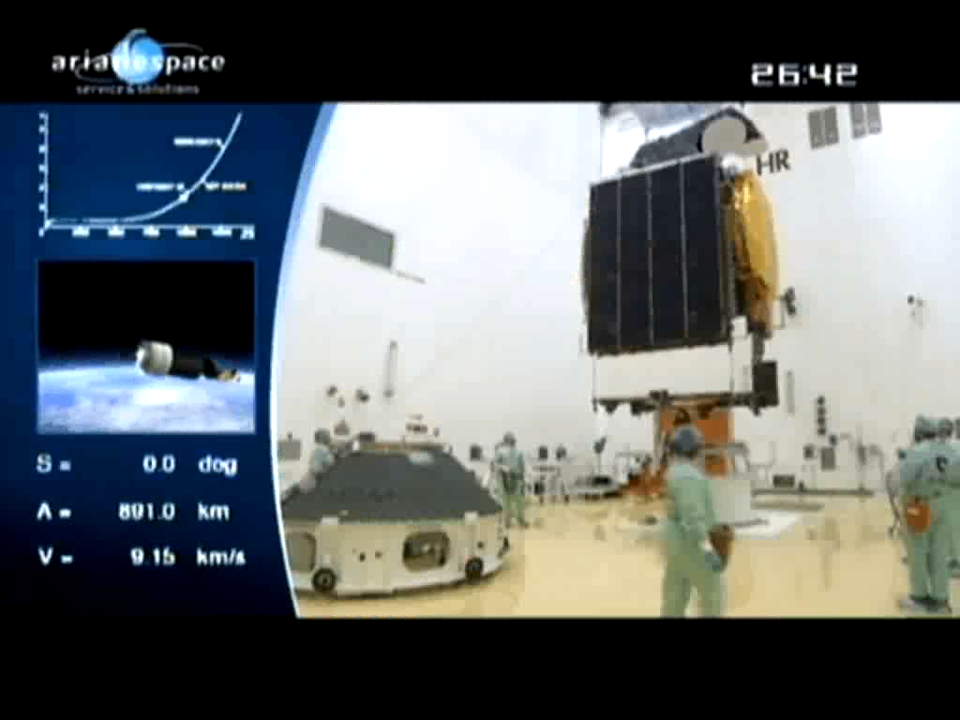 arianespace
service & solutions
26:42
HR
S = 0.0 deg
A = 891.0 km
V = 9.15 km/s